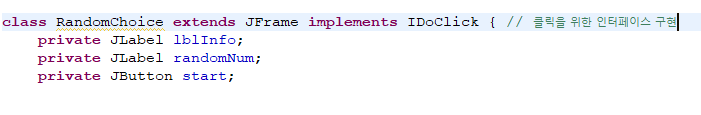 class RandomChoice extends JFrame implements IDoClick { // 클릭을 위한 인터페이스 구현
private JLabel lblInfo;
private JLabel randomNum;
private JButton start;